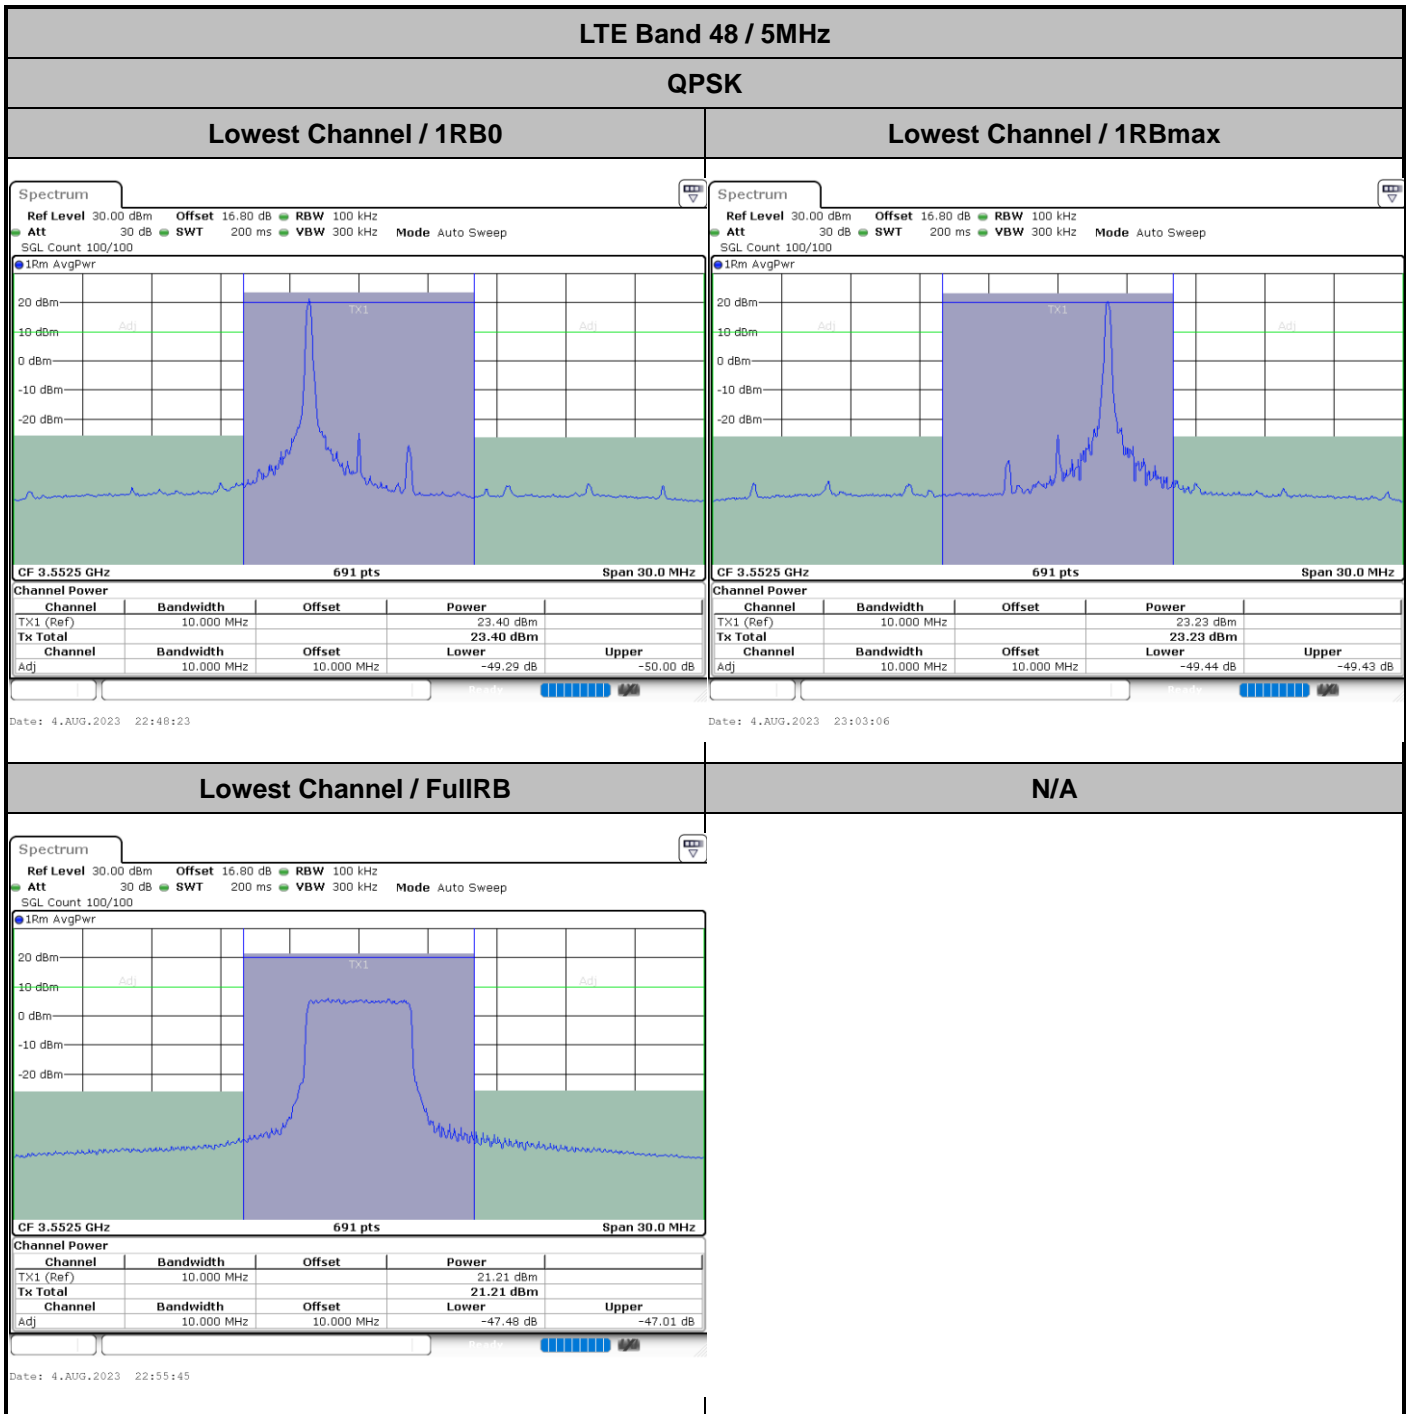 LTE Band 48 / 5MHz
QPSK
Lowest Channel / 1RB0
Lowest Channel / 1RBmax
Spectrum
Ref Level 30.00 dBm Offset 16.80 dB RBW 100 kHz
Att 30 dB SWT 200 ms VBW 300 kHz Mode Auto Sweep
SGL Count 100/100
1Rm AvgPwr
TX1
20 dBm
Adj Adj
10 dBm
0 dBm
-10 dBm
-20 dBm
CF 3.5525 GHz 691 pts Span 30.0 MHz
Channel Power
Channel Bandwidth Offset Power
TX1 (Ref) 10.000 MHz 23.40 dBm
Tx Total 23.40 dBm
Channel Bandwidth Offset Lower Upper
Adj 10.000 MHz 10.000 MHz -49.29 dB -50.00 dB
Ready
Date: 4.AUG.2023 22:48:23
Spectrum
Ref Level 30.00 dBm Offset 16.80 dB RBW 100 kHz
Att 30 dB SWT 200 ms VBW 300 kHz Mode Auto Sweep
SGL Count 100/100
1Rm AvgPwr
TX1
20 dBm
Adj Adj
10 dBm
0 dBm
-10 dBm
-20 dBm
CF 3.5525 GHz 691 pts Span 30.0 MHz
Channel Power
Channel Bandwidth Offset Power
TX1 (Ref) 10.000 MHz 23.23 dBm
Tx Total 23.23 dBm
Channel Bandwidth Offset Lower Upper
Adj 10.000 MHz 10.000 MHz -49.44 dB -49.43 dB
Ready
Date: 4.AUG.2023 23:03:06
Lowest Channel / FullRB
N/A
Spectrum
Ref Level 30.00 dBm Offset 16.80 dB RBW 100 kHz
Att 30 dB SWT 200 ms VBW 300 kHz Mode Auto Sweep
SGL Count 100/100
1Rm AvgPwr
20 dBm
TX1
Adj Adj
10 dBm
0 dBm
-10 dBm
-20 dBm
CF 3.5525 GHz 691 pts Span 30.0 MHz
Channel Power
Channel Bandwidth Offset Power
TX1 (Ref) 10.000 MHz 21.21 dBm
Tx Total 21.21 dBm
Channel Bandwidth Offset Lower Upper
Adj 10.000 MHz 10.000 MHz -47.48 dB -47.01 dB
Ready
Date: 4.AUG.2023 22:55:45